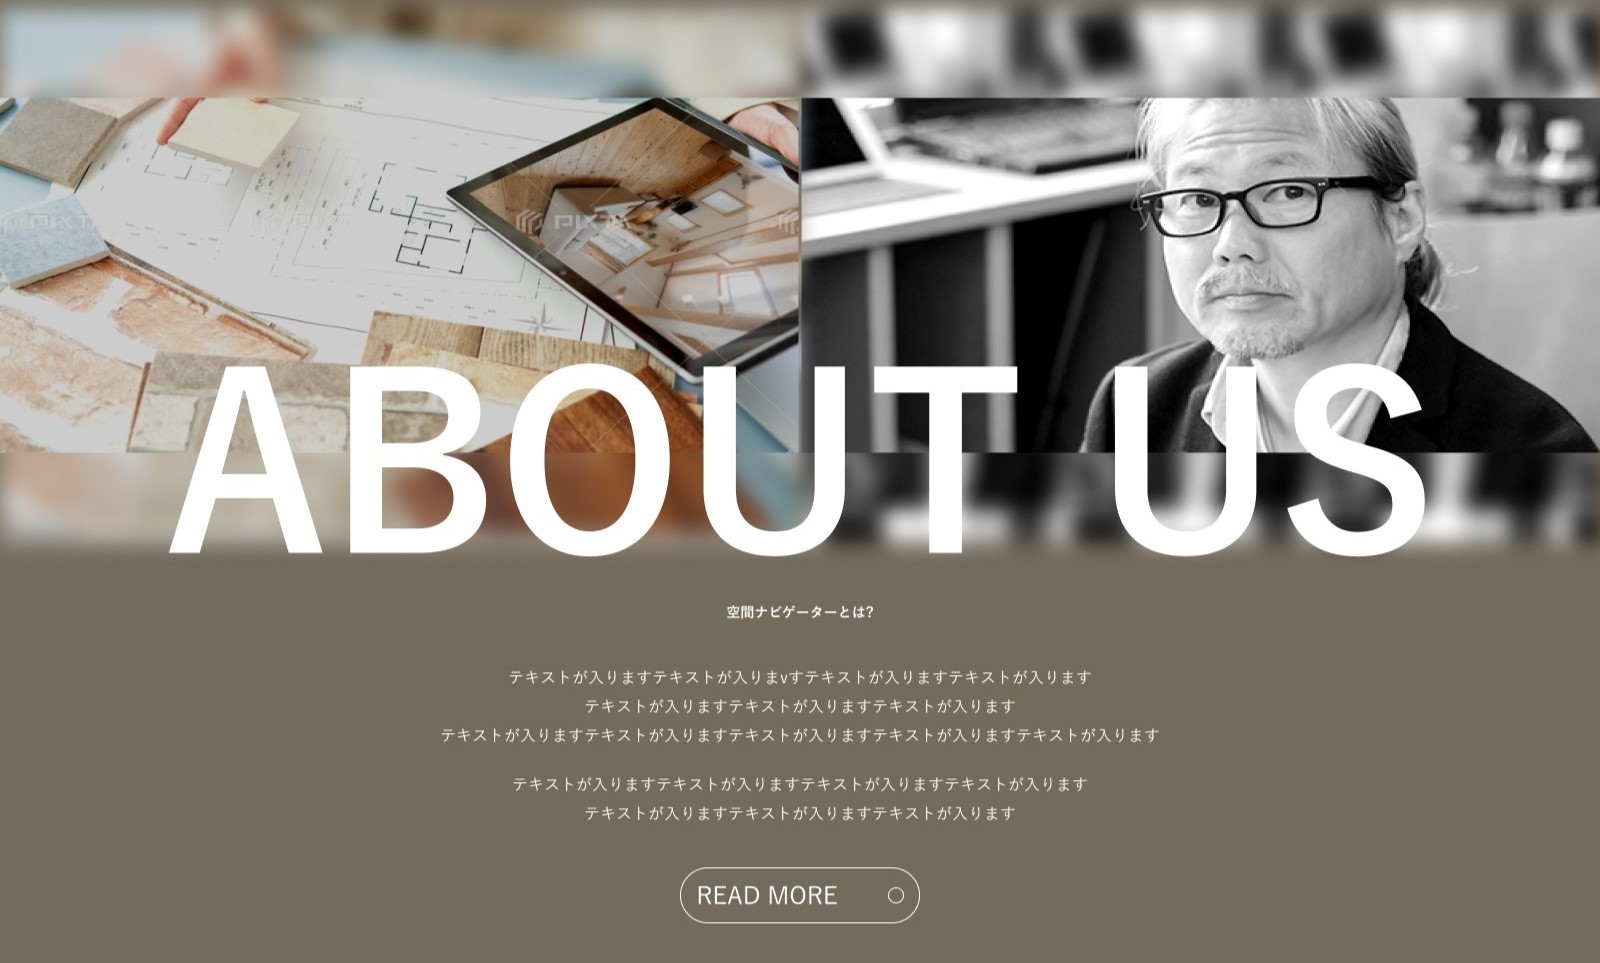 PIXTA
ABOUT US
空間ナビゲーターとは?
テキストが入りますテキストが入りまvすテキストが入りますテキストが入ります
テキストが入りますテキストが入りますテキストが入ります
テキストが入りますテキストが入りますテキストが入りますテキストが入りますテキストが入ります
テキストが入りますテキストが入りますテキストが入りますテキストが入ります
テキストが入りますテキストが入りますテキストが入ります
READ MORE